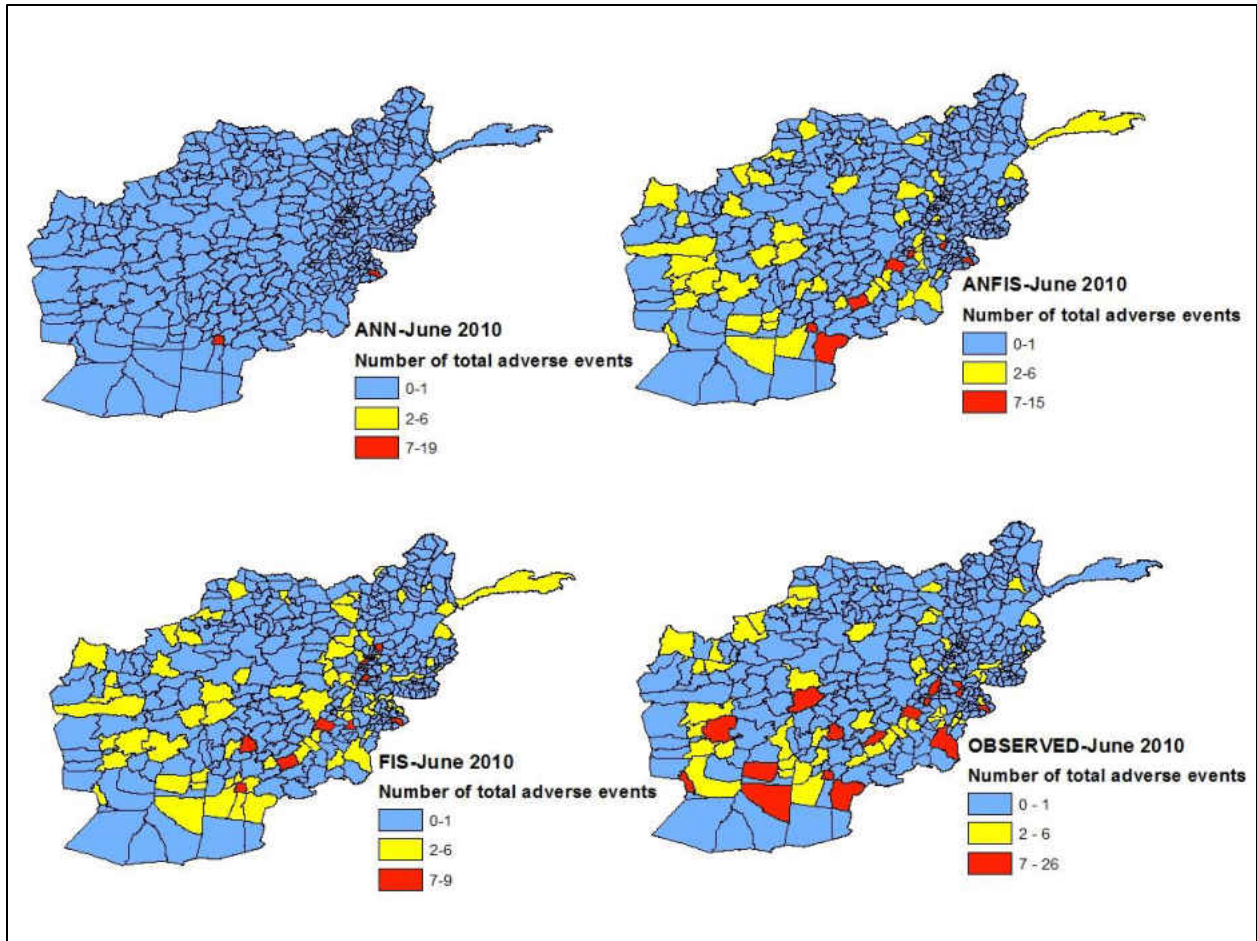 ANN-June 2010
Number of total adverse events
0-1
2-6
7-19
ANFIS-June 2010
Number of total adverse events
0-1
2-6
7-15
FIS-June 2010
Number of total adverse events
0-1
2-6
7-9
OBSERVED-June 2010
Number of total adverse events
0 - 1
2 - 6
7 - 26